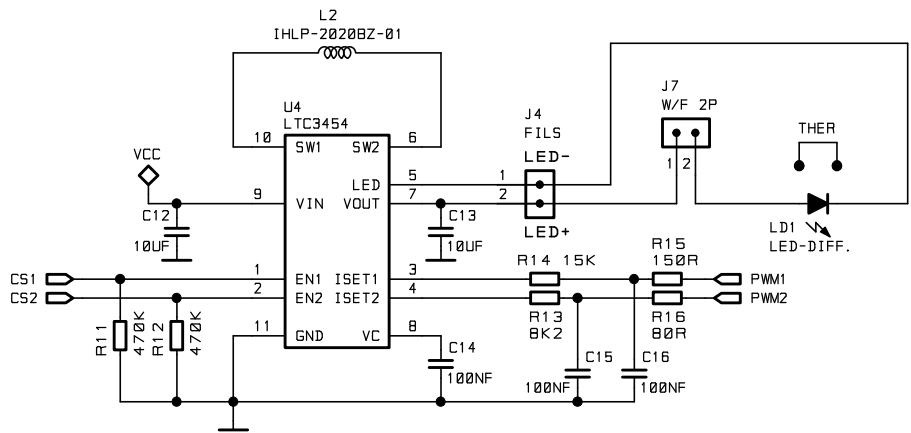 L2
IHLP-2020BZ-01
U4
LTC3454
10
SW1
SW2
6
J4
FILS
J7
W/F 2P
THER
VCC
LED-
1
2
5
LED
1
9
VIN
VOUT
7
2
C12
10UF
C13
10UF
LED+
LD1
LED-DIFF.
CS1
1
EN1
ISET1
3
R14 15K
R15
150R
PWM1
CS2
2
EN2
ISET2
4
R13
8K2
R16
80R
PWM2
R11
470K
R12
470K
11
GND
VC
8
C14
100NF
C15
100NF
C16
100NF